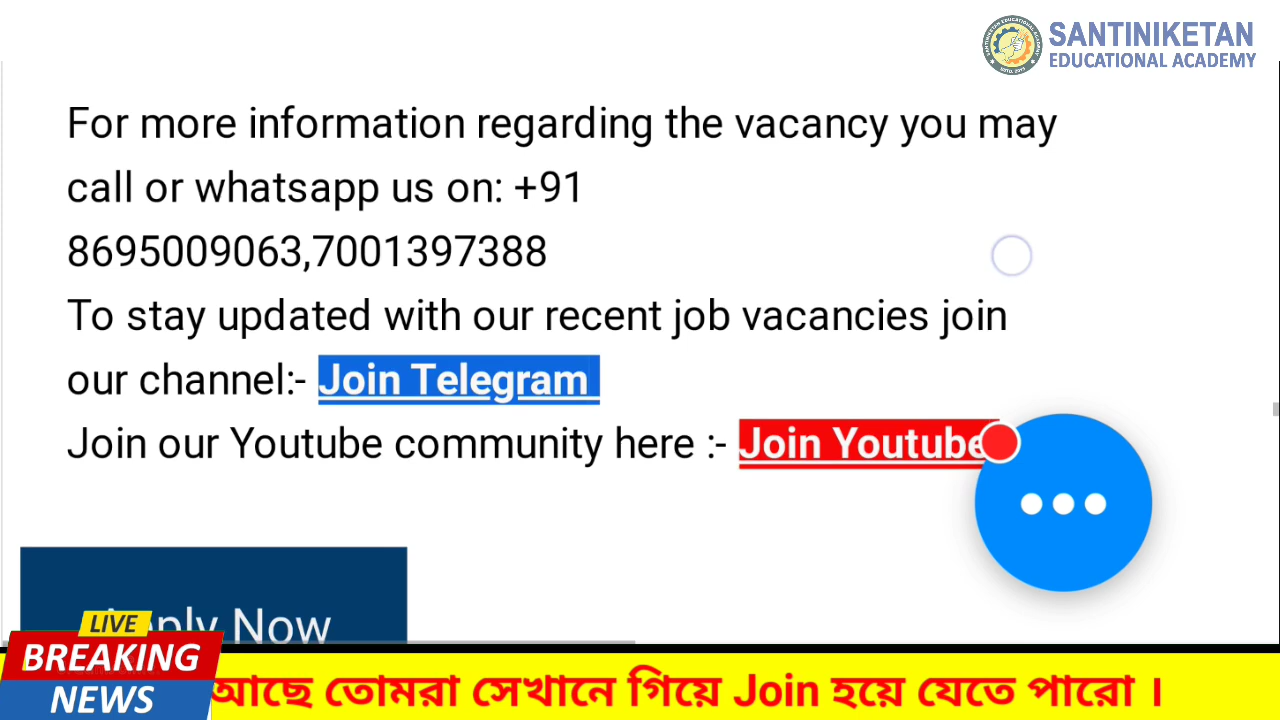 SANTINIKETAN
EDUCATIONAL ACADEMY
For more information regarding the vacancy you may
call or whatsapp us on: +91
8695009063,7001397388
To stay updated with our recent job vacancies join
our channel:- Join Telegram
Join our Youtube community here :- Join Youtube
Apply Now
LIVE
BREAKING
NEWS
আছে তোমরা সেখানে গিয়ে Join হয়ে যেতে পারো ।